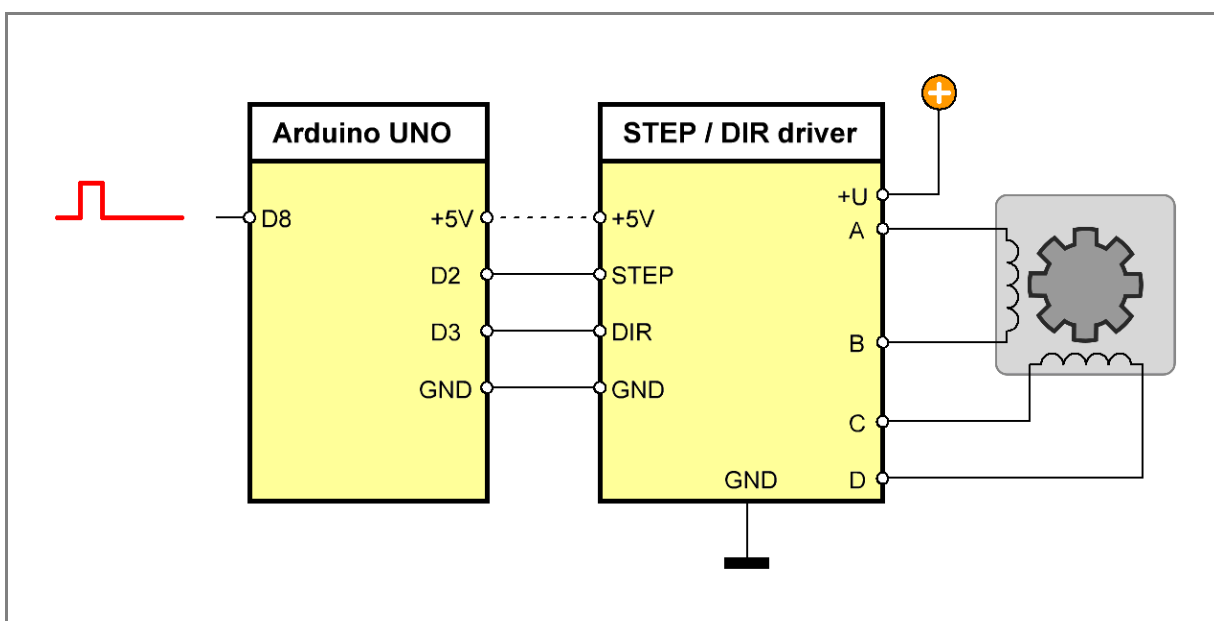 Arduino UNO
D8
+5V
D2
D3
GND
STEP / DIR driver
+5V
STEP
DIR
GND
+U
A
B
C
D
GND